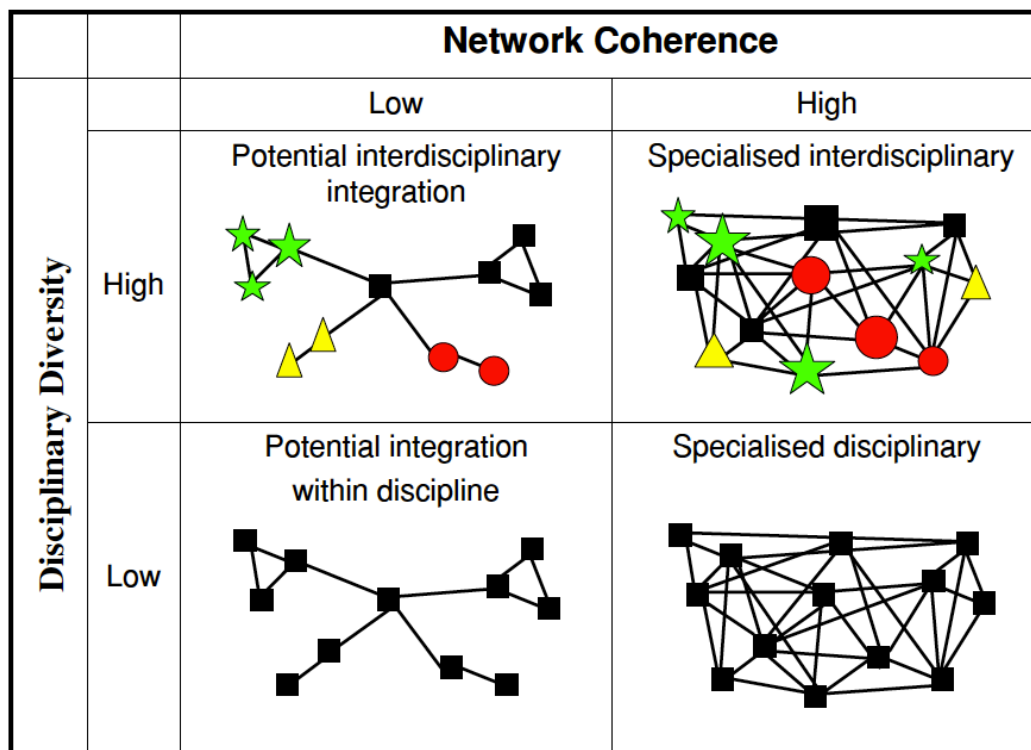 Network Coherence
Low
High
Disciplinary Diversity
High
Potential interdisciplinary
integration
Specialised interdisciplinary
Low
Potential integration
within discipline
Specialised disciplinary